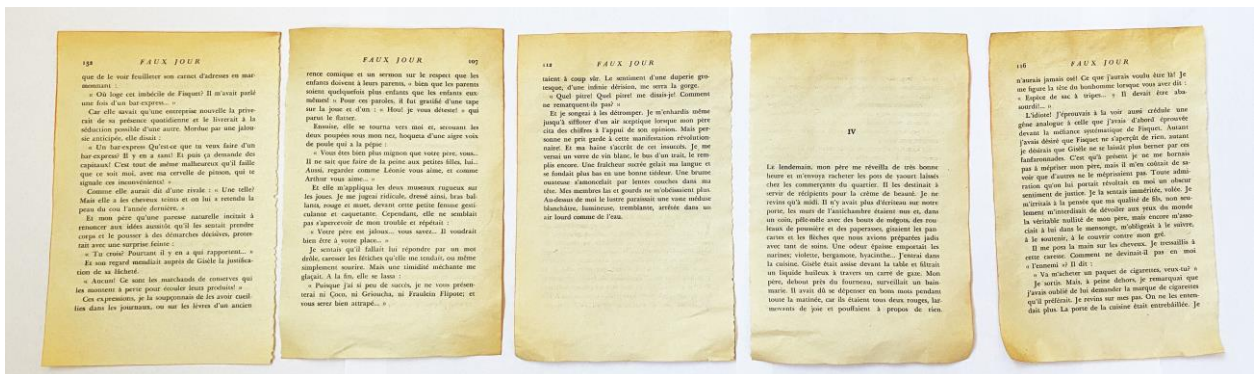 152 FAUX JOUR
que de le voir feuilleter son carnet d'adresses en mar-
montant :
« Où loge cet imbécile de Fisquet? Il m'avait parlé
une fois d'un bar-express... »
Car elle savait qu'une entreprise nouvelle la prive-
rait de sa présence quotidienne et le livrerait à la
séduction possible d'une autre. Mordue par une jalou-
sie anticipée, elle disait :
« Un bar-express? Qu'est-ce que tu veux faire d'un
bar-express? Il y en a tant! Et puis ça demande des
capitaux! C'est tout de même malheureux qu'il faille
que ce soit moi, avec ma cervelle de pinson, qui te
signale ces inconvénients! »
Comme elle aurait dit d'une rivale : « Une telle?
Mais elle a les cheveux teints et on lui a retendu la
peau du cou l'année dernière. »
Et mon père qu'une paresse naturelle incitait à
renoncer aux idées aussitôt qu'il les sentait prendre
corps et le pousser à des démarches décisives, protes-
tait avec une surprise feinte :
« Tu crois? Pourtant il y en a qui rapportent... »
Et son regard mendiait auprès de Gisèle la justifica-
tion de sa lâcheté.
« Aucun! Ce sont les marchands de conserves qui
les montent à perte pour écouler leurs produits! »
Ces expressions, je la soupçonnais de les avoir cueil-
lies dans les journaux, ou sur les lèvres d'un ancien
FAUX JOUR 107
rence comique et un sermon sur le respect que les
enfants doivent à leurs parents, « bien que les parents
soient quelquefois plus enfants que les enfants eux-
mêmes! » Pour ces paroles, il fut gratifié d'une tape
sur la joue et d'un : « Hou! je vous déteste! » qui
parut le flatter.
Ensuite, elle se tourna vers moi et, secouant les
deux poupées sous mon nez, loqueta d'une aigre voix
de poule qui a la pépie :
« Vous êtes bien plus mignon que votre père, vous..
Il ne sait que faire de la peine aux petites filles, lui..
Aussi, regardez comme Léonie vous aime, et comme
Arthur vous aime... »
Et elle m'appliqua les deux museaux rugueux sur
les joues. Je me jugeai ridicule, dressé ainsi, bras bal-
lants, rouge et muet, devant cette petite femme gesti-
culante et caquetante. Cependant, elle ne semblait
pas s'apercevoir de mon trouble et répétait :
« Votre père est jaloux... vous savez... Il voudrait
bien être à votre place... »
Je sentais qu'il fallait lui répondre par un mot
drôle, caresser les fétiches qu'elle me tendait, ou même
simplement sourire. Mais une timidité méchante me
glaçait. A la fin, elle se lassa :
« Puisque j'ai si peu de succès, je ne vous présen-
terai ni Coco, ni Grioucha, ni Fraulein Flipote; et
vous serez bien attrapé... »
112 FAUX JOUR
taient à coup sûr. Le sentiment d'une duperie gro-
tesque, d'une infinie dérision, me serra la gorge.
« Quel pitre! Quel pitre! me disais-je! Comment
ne remarquent-ils pas? »
Et je songeai à les détromper. Je m'enhardis même
jusqu'à siffloter d'un air sceptique lorsque mon père
cita des chiffres à l'appui de son opinion. Mais per-
sonne ne prit garde à cette manifestation révolution-
naire. Et ma haine s'accrut de cet insuccès. Je me
versai un verre de vin blanc, le bus d'un trait, le rem-
plis encore. Une fraîcheur sucrée gelait ma langue et
se fondait plus bas en une bonne tiédeur. Une brume
mousseuse s'amoncelait par lentes couches dans ma
tête. Mes membres las et gourds ne m'obéissaient plus.
Au-dessus de moi le lustre paraissait une vaste méduse
blanchâtre, lumineuse, tremblante, arrêtée dans un
air lourd comme de l'eau.
IV
Le lendemain, mon père me réveilla de très bonne
heure et m'envoya racheter les pots de yaourt laissés
chez les commerçants du quartier. Il les destinait à
servir de récipients pour la crème de beauté. Je ne
revins qu'à midi. Il n'y avait plus d'écriteau sur notre
porte, les murs de l'antichambre étaient nus et, dans
un coin, pêle-mêle avec des bouts de mégots, des rou-
leaux de poussière et des paperasses, gisaient les pan-
cartes et les flèches que nous avions préparées jadis
avec tant de soins. Une odeur épaisse emportait les
narines: violette, bergamote, hyacinthe... J'entrai dans
la cuisine. Gisèle était assise devant la table et filtrait
un liquide huileux à travers un carré de gaze. Mon
père, debout près du fourneau, surveillait un bain-
marie. Il avait dû se dépenser en bons mots pendant
toute la matinée, car ils étaient tous deux rouges, lar-
moyants de joie et pouffaient à propos de rien.
116 FAUX JOUR
n'aurais jamais osé! Ce que j'aurais voulu être là! Je
me figure la tête du bonhomme lorsque vous avez dit :
« Espèce de sac à tripes... » Il devait être aba-
sourdi!... »
L'idiote! J'éprouvais à la voir aussi crédule une
gêne analogue à celle que j'avais d'abord éprouvée
devant la méfiance systématique de Fisquet. Autant
j'avais désiré que Fisquet ne s'aperçût de rien, autant
je désirais que Gisèle ne se laissât plus berner par ces
fanfaronnades. C'est qu'à présent je ne me bornais
pas à mépriser mon père, mais il m'en coûtait de sa-
voir que d'autres ne le méprisaient pas. Toute admi-
ration qu'on lui portait révoltait en moi un obscur
sentiment de justice. Je la sentais imméritée, volée. Je
m'irritais à la pensée que ma qualité de fils, non seu-
lement m'interdisait de dévoiler aux yeux du monde
la véritable nullité de mon père, mais encore m'asso-
ciait à lui dans le mensonge, m'obligeait à le suivre,
à le soutenir, à le couvrir contre mon gré.
Il me posa la main sur les cheveux. Je tressaillis à
cette caresse. Comment ne devinait-il pas en moi
« l'ennemi »? Il dit :
« Va m'acheter un paquet de cigarettes, veux-tu? »
Je sortis. Mais, à peine dehors, je remarquai que
j'avais oublié de lui demander la marque de cigarettes
qu'il préférait. Je revins sur mes pas. On ne les enten-
dait plus. La porte de la cuisine était entrebâillée. Je